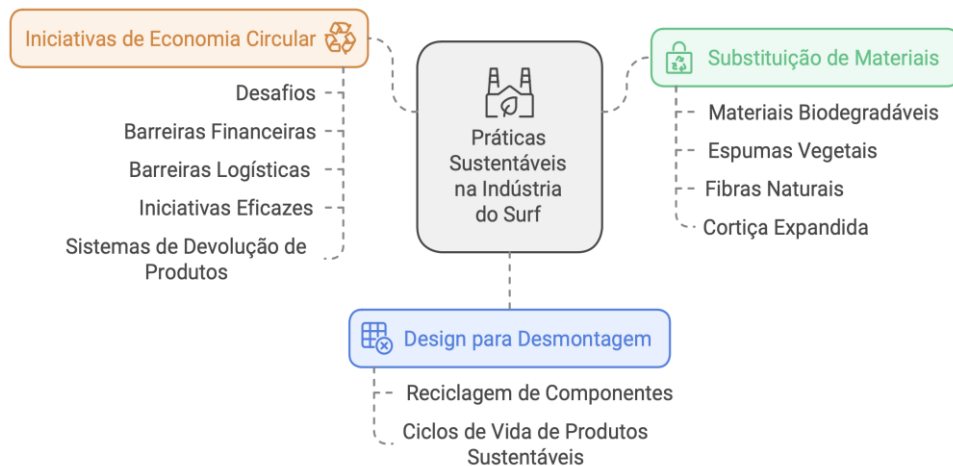 Iniciativas de Economia Circular
Desafios
Barreiras Financeiras
Barreiras Logísticas
Iniciativas Eficazes
Sistemas de Devolução de
Produtos
Práticas
Sustentáveis
na Indústria
do Surf
Substituição de Materiais
Materiais Biodegradáveis
Espumas Vegetais
Fibras Naturais
Cortiça Expandida
Design para Desmontagem
Reciclagem de Componentes
Ciclos de Vida de Produtos
Sustentáveis